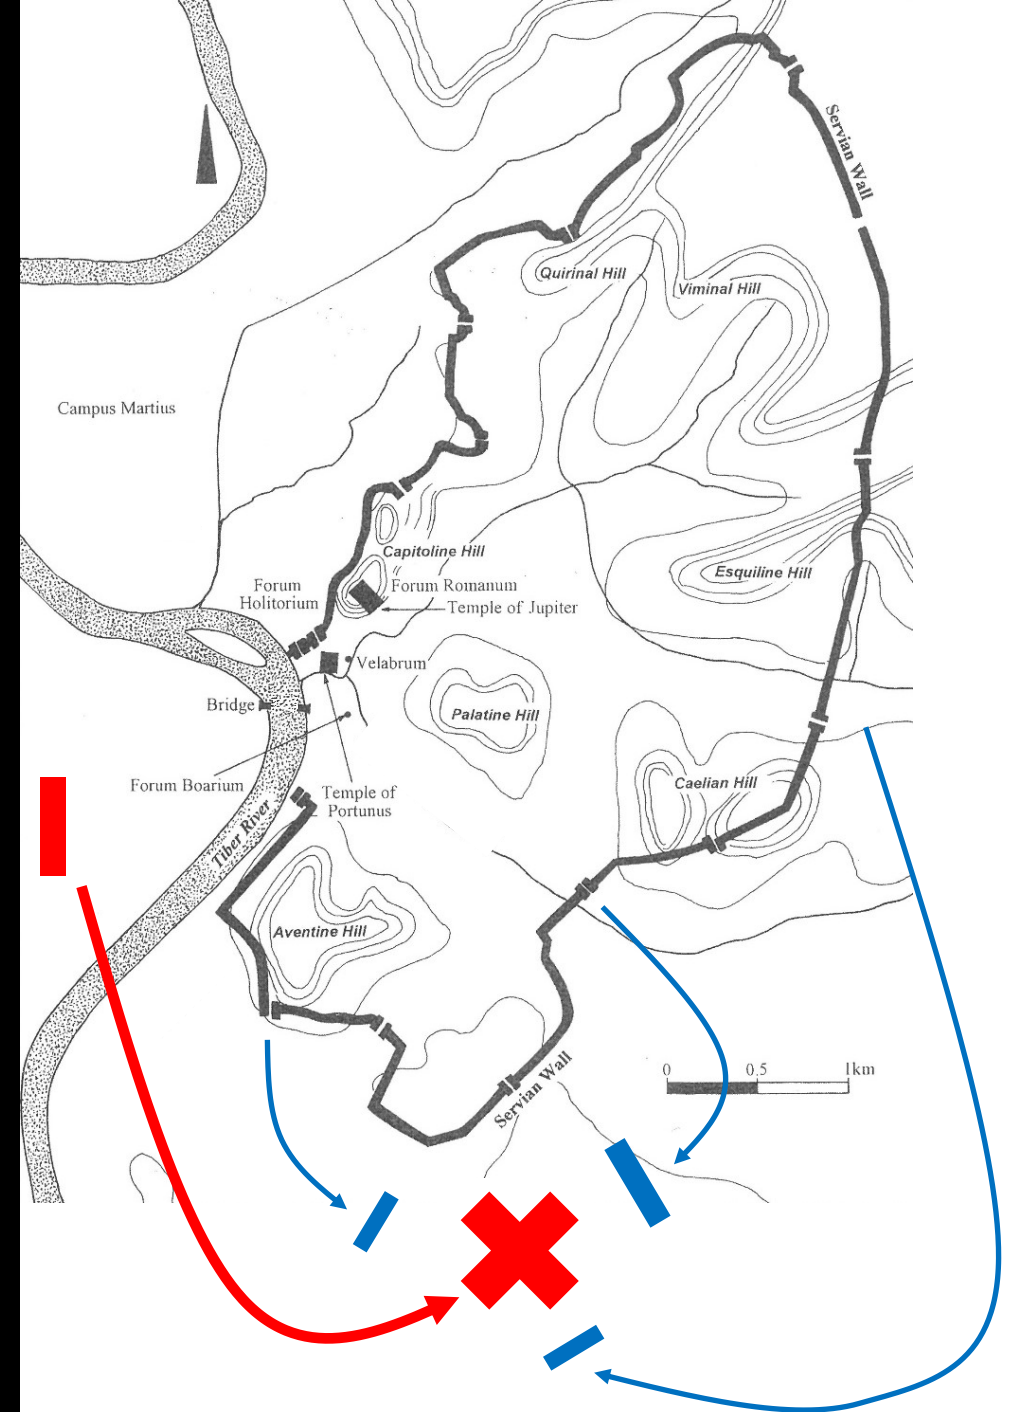 Servian Wall
Quirinal Hill
Viminal Hill
Campus Martius
Capitoline Hill
Esquiline Hill
Forum
Holitorium
Forum Romanum
Temple of Jupiter
Velabrum
Bridge
Palatine Hill
Forum Boarium
Temple of
Portunus
Caelian Hill
Tiber River
Aventine Hill
0 0.5 1km
Servian Wall